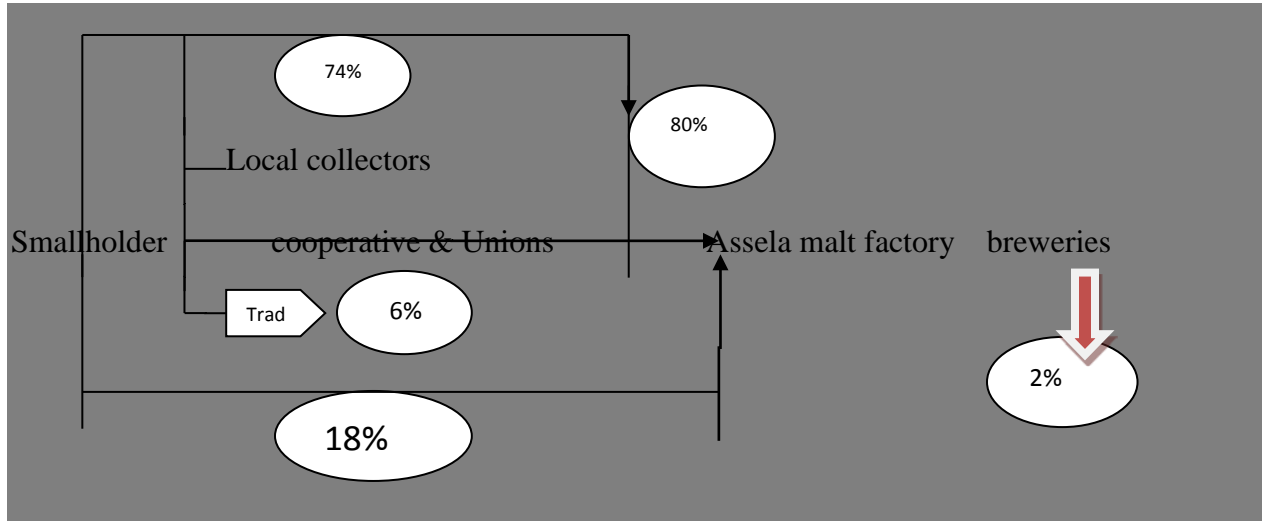 74%
80%
Local collectors
Smallholder cooperative & Unions Assela malt factory breweries
Trad
6%
2%
18%